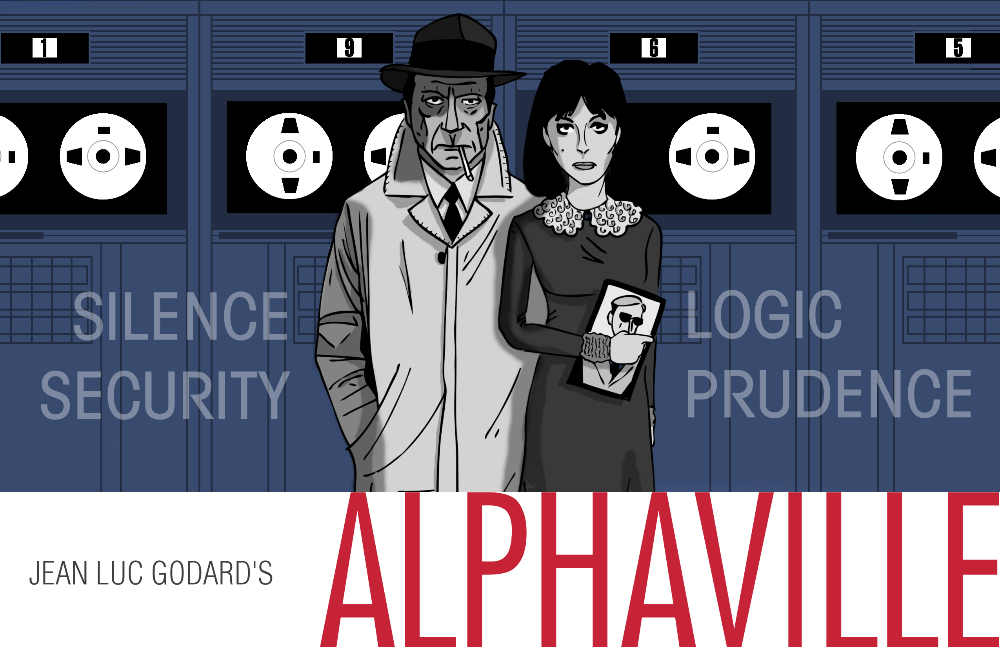 1 9 6 5
SILENCE
SECURITY
LOGIC
PRUDENCE
JEAN LUC GODARD'S
ALPHAVILLE